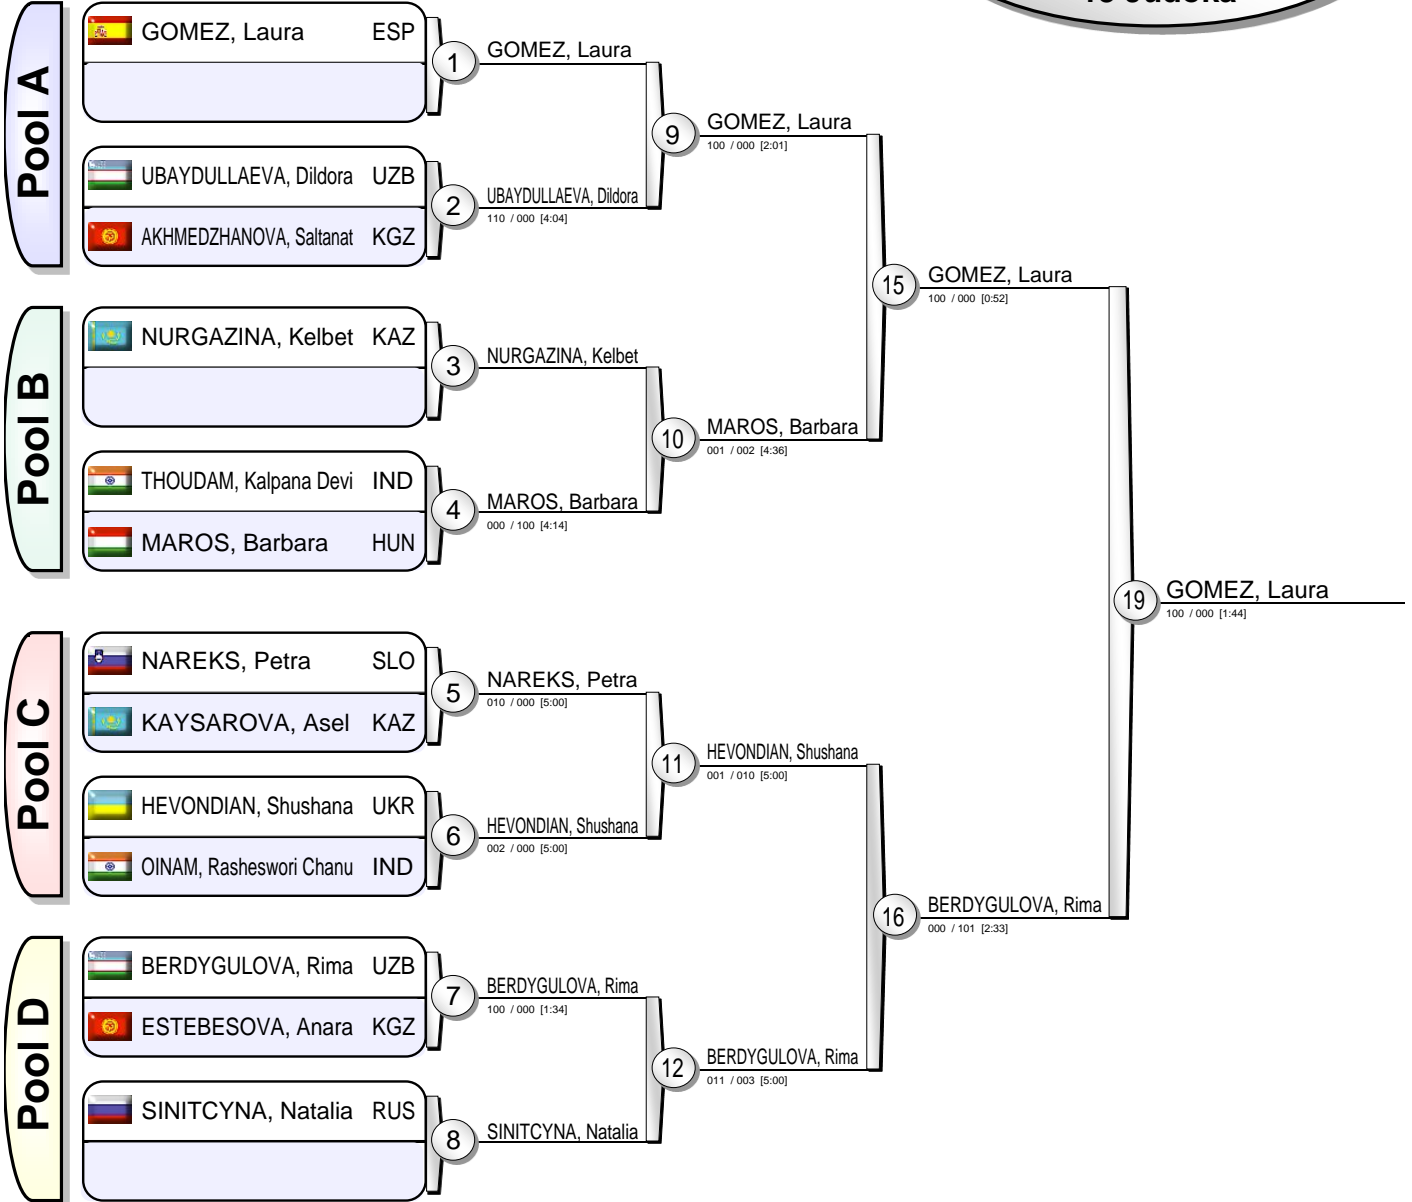 Pool A
GOMEZ, Laura ESP
UBAYDULLAEVA, Dildora UZB
AKHMEDZHANOVA, Saltanat KGZ
Pool B
NURGAZINA, Kelbet KAZ
THOUDAM, Kalpana Devi IND
MAROS, Barbara HUN
Pool C
NAREKS, Petra SLO
KAYSAROVA, Asel KAZ
HEVONDIAN, Shushana UKR
OINAM, Rasheswori Chanu IND
Pool D
BERDYGULOVA, Rima UZB
ESTEBESOVA, Anara KGZ
SINITCYNA, Natalia RUS
1
GOMEZ, Laura
2
UBAYDULLAEVA, Dildora
110 / 000 [4:04]
3
NURGAZINA, Kelbet
4
MAROS, Barbara
000 / 100 [4:14]
5
NAREKS, Petra
010 / 000 [5:00]
6
HEVONDIAN, Shushana
002 / 000 [5:00]
7
BERDYGULOVA, Rima
100 / 000 [1:34]
8
SINITCYNA, Natalia
9
GOMEZ, Laura
100 / 000 [2:01]
10
MAROS, Barbara
001 / 002 [4:36]
11
HEVONDIAN, Shushana
001 / 010 [5:00]
12
BERDYGULOVA, Rima
011 / 003 [5:00]
15
GOMEZ, Laura
100 / 000 [0:52]
16
BERDYGULOVA, Rima
000 / 101 [2:33]
19
GOMEZ, Laura
100 / 000 [1:44]